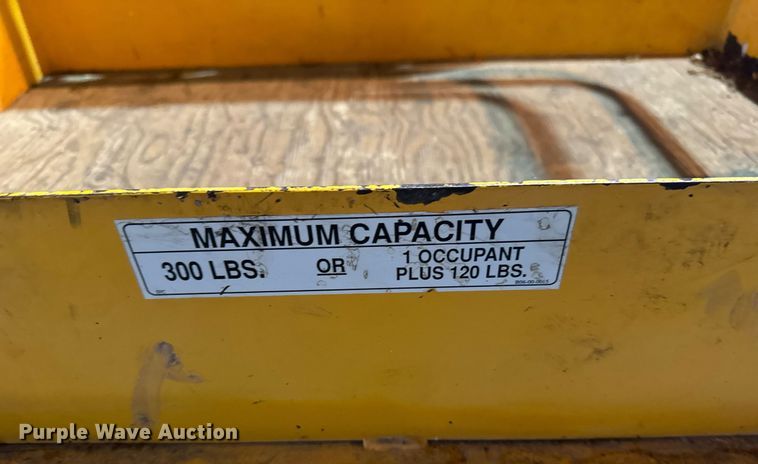 MAXIMUM CAPACITY
300 LBS. OR 1 OCCUPANT
PLUS 120 LBS.
Purple Wave Auction